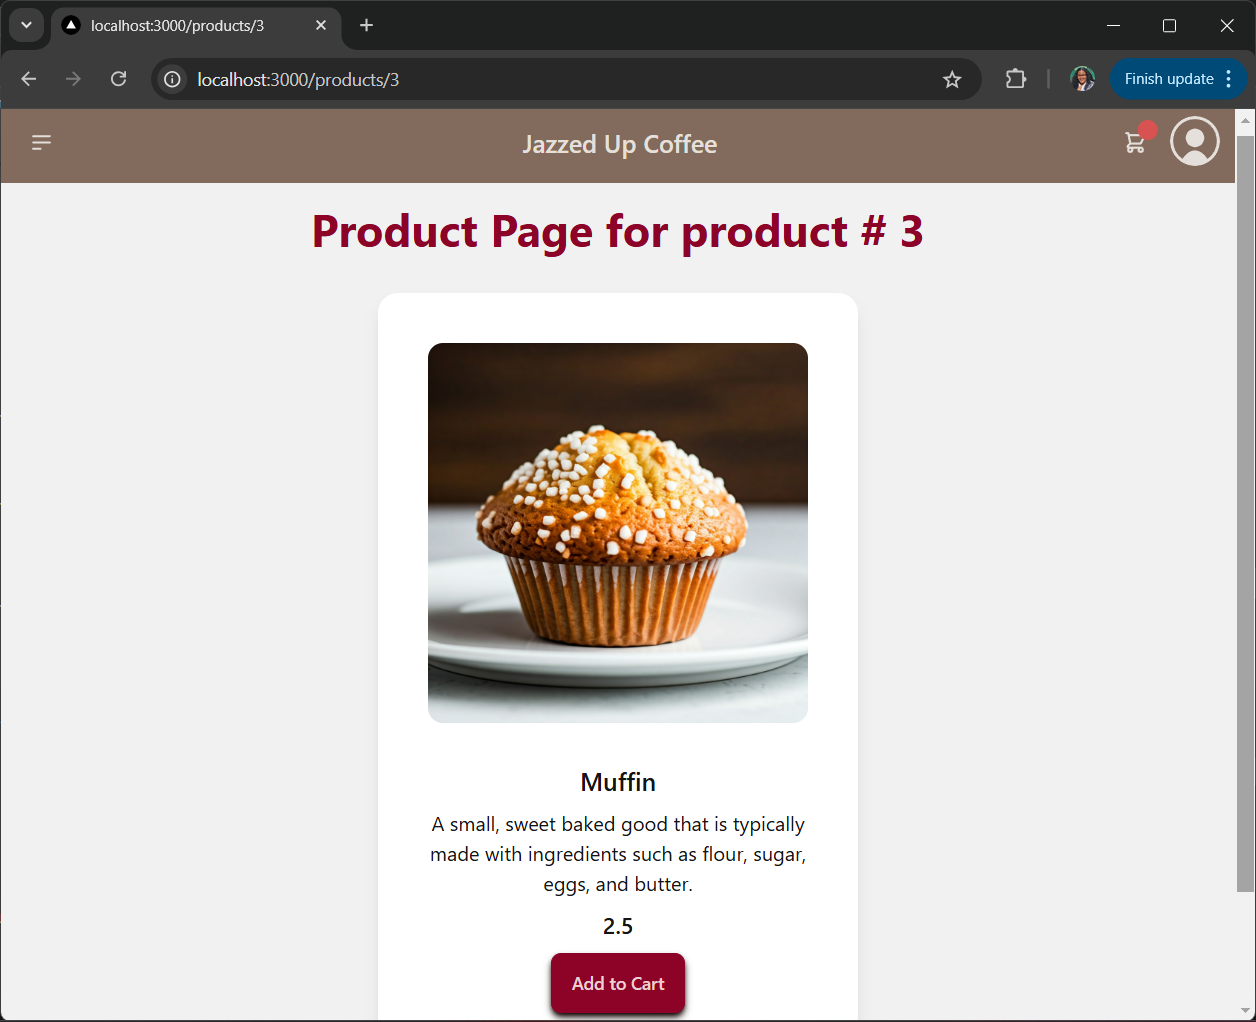 localhost:3000/products/3
localhost:3000/products/3
Finish update
Jazzed Up Coffee
Product Page for product # 3
Muffin
A small, sweet baked good that is typically
made with ingredients such as flour, sugar,
eggs, and butter.
2.5
Add to Cart